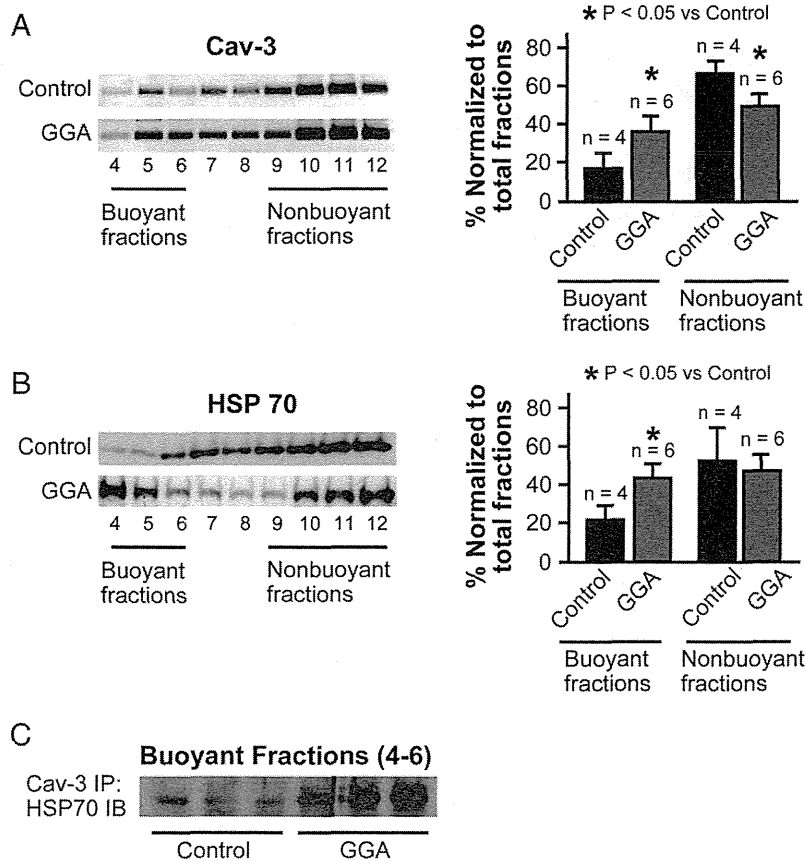 A
Cav-3
Control
GGA
4 5 6 7 8 9 10 11 12
Buoyant
fractions
Nonbuoyant
fractions
* P < 0.05 vs Control
% Normalized to
total fractions
80
60
40
20
0
n = 4
*
n = 6
n = 4
*
n = 6
Control
GGA
Control
GGA
Buoyant
fractions
Nonbuoyant
fractions
B
HSP 70
Control
GGA
4 5 6 7 8 9 10 11 12
Buoyant
fractions
Nonbuoyant
fractions
* P < 0.05 vs Control
% Normalized to
total fractions
80
60
40
20
0
n = 4
*
n = 6
n = 4
n = 6
Control
GGA
Control
GGA
Buoyant
fractions
Nonbuoyant
fractions
C
Buoyant Fractions (4-6)
Cav-3 IP:
HSP70 IB
Control
GGA